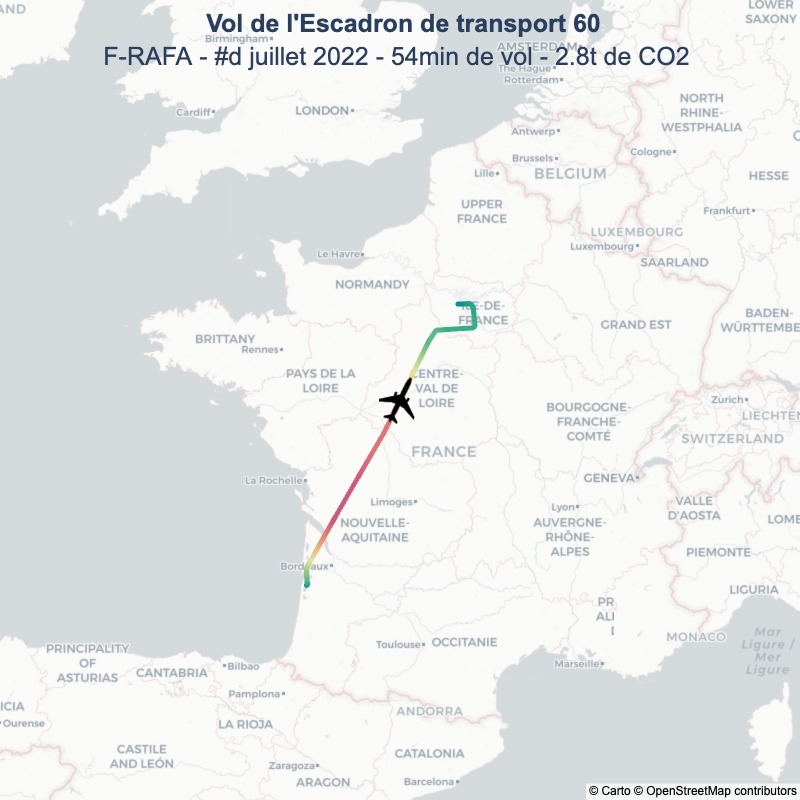 Vol de l'Escadron de transport 60
F-RAFA - #d juillet 2022 - 54min de vol - 2.8t de CO2
LOWER
SAXONY
AND
Birmingham
AMSTERDAM
The Hague
Rotterdam
NORTH
RHINE-
WESTPHALIA
Cardiff
LONDON
Antwerp
Brussels
Cologne
Lille
BELGIUM
HESSE
UPPER
FRANCE
Frankfurt
LUXEMBOURG
Luxembourg
SAARLAND
Le Havre
NORMANDY
ILE-DE-
FRANCE
GRAND EST
BADEN-
WÜRTTEMBE
BRITTANY
Rennes
PAYS DE LA
LOIRE
CENTRE-
VAL DE
LOIRE
Zurich
LIECHTEN
BOURGOGNE-
FRANCHE-
COMTÉ
SWITZERLAND
FRANCE
La Rochelle
GENEVA
Limoges
Lyon
VALLE
D'AOSTA
LOME
NOUVELLE-
AQUITAINE
AUVERGNE-
RHÔNE-
ALPES
PIEMONTE
Bordeaux
LIGURIA
PR
ALI
Toulouse
OCCITANIE
MONACO
Mar
Ligure /
Mer
Ligure
PRINCIPALITY
OF
ASTURIAS
CANTABRIA
Bilbao
Marseille
Pamplona
ICIA
Ourense
LA RIOJA
ANDORRA
CASTILE
AND LEÓN
Zaragoza
ARAGON
CATALONIA
Barcelona
© Carto © OpenStreetMap contributors